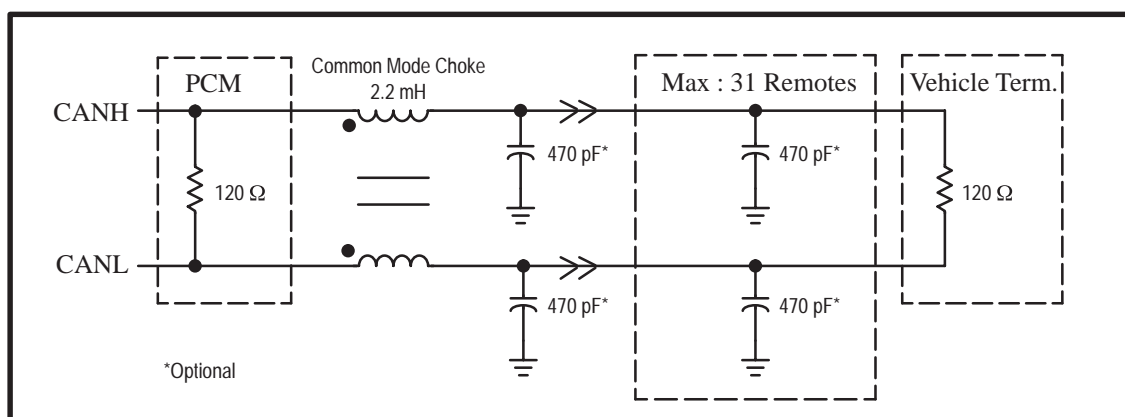 PCM
Common Mode Choke
2.2 mH
Max : 31 Remotes
Vehicle Term.
CANH
120 Ω
470 pF*
470 pF*
120 Ω
CANL
470 pF*
470 pF*
*Optional